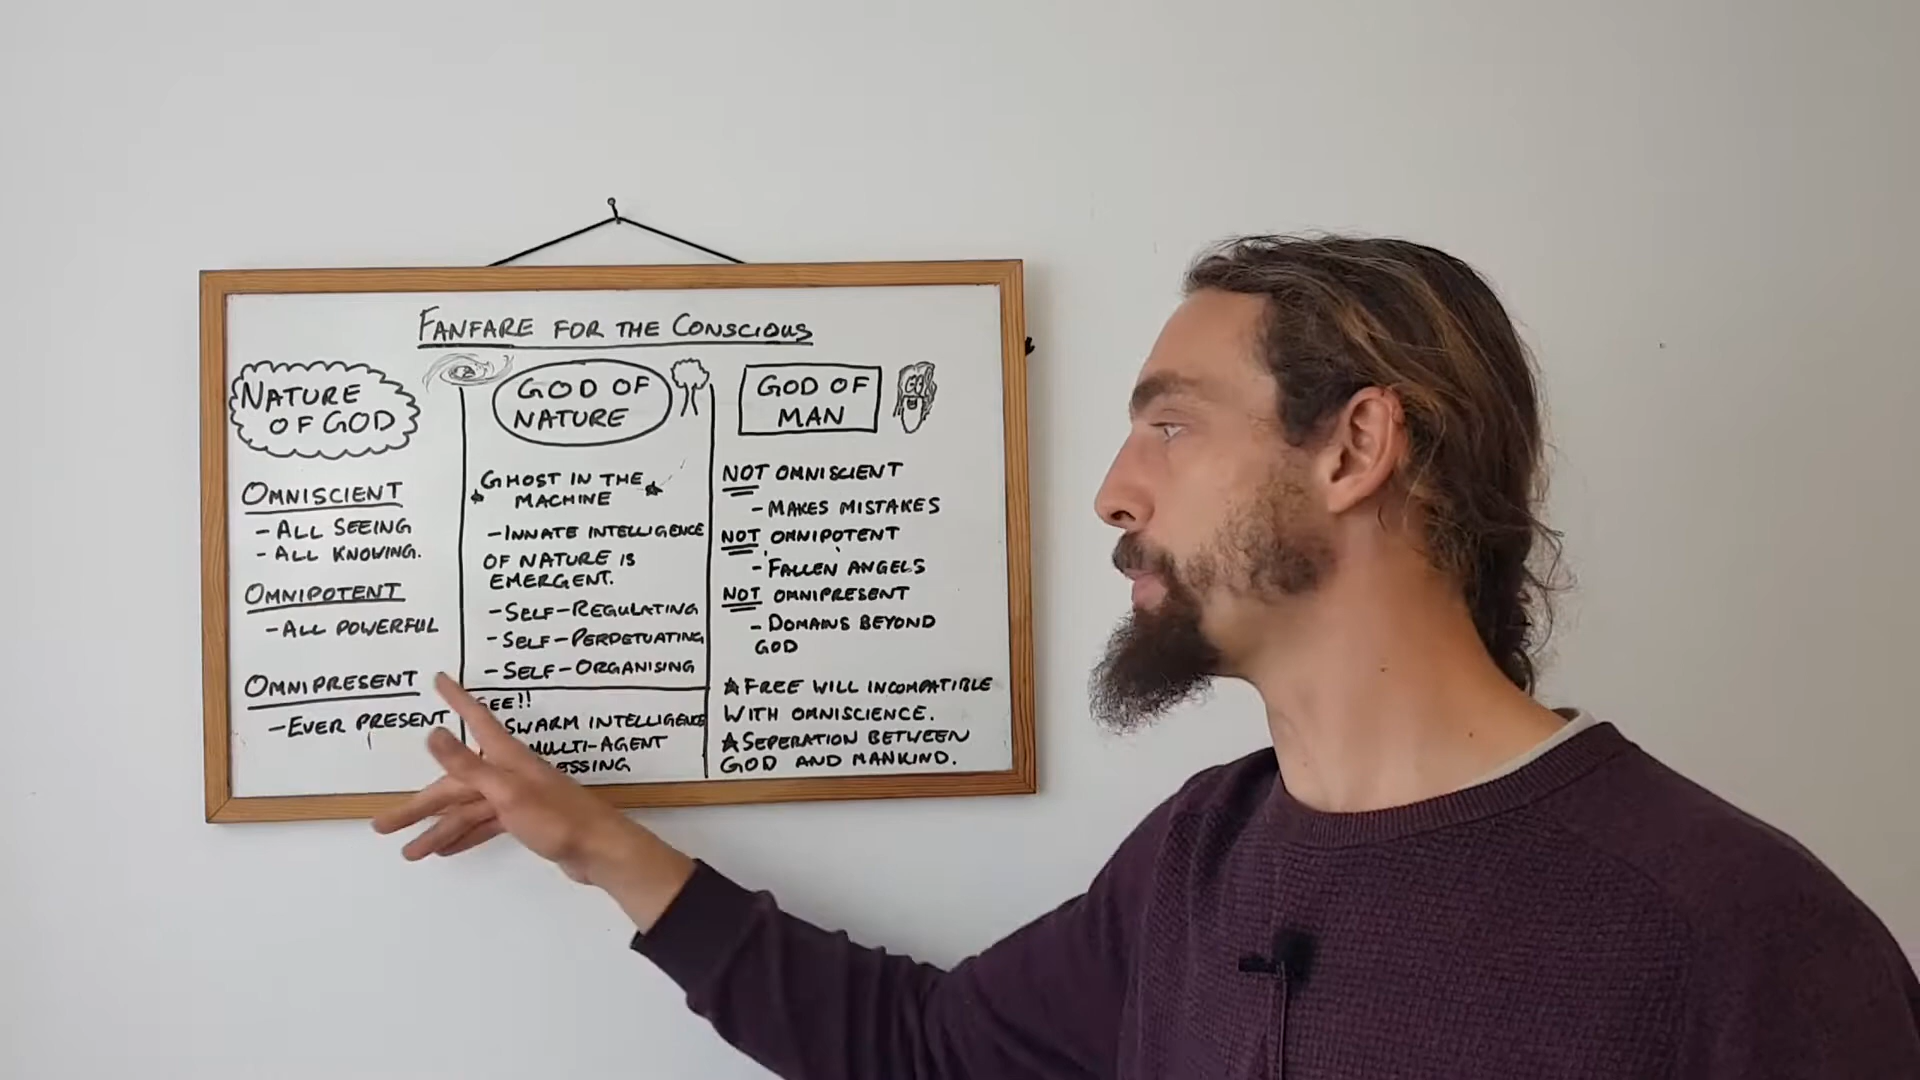 FANFARE FOR THE CONSCIOUS
NATURE
OF GOD
OMNISCIENT
- ALL SEEING
- ALL KNOWING.
OMNIPOTENT
- ALL POWERFUL
OMNIPRESENT
- EVER PRESENT
GOD OF
NATURE
GHOST IN THE
MACHINE
- INNATE INTELLIGENCE
OF NATURE IS
EMERGENT.
- SELF-REGULATING
- SELF-PERPETUATING
- SELF-ORGANISING
SEE!!
SWARM INTELLIGENCE
MULTI-AGENT
GOD OF
MAN
NOT OMNISCIENT
- MAKES MISTAKES
NOT OMNIPOTENT
- FALLEN ANGELS
NOT OMNIPRESENT
- DOMAINS BEYOND
GOD
★ FREE WILL INCOMPATIBLE
WITH OMNISCIENCE.
★ SEPERATION BETWEEN
GOD AND MANKIND.